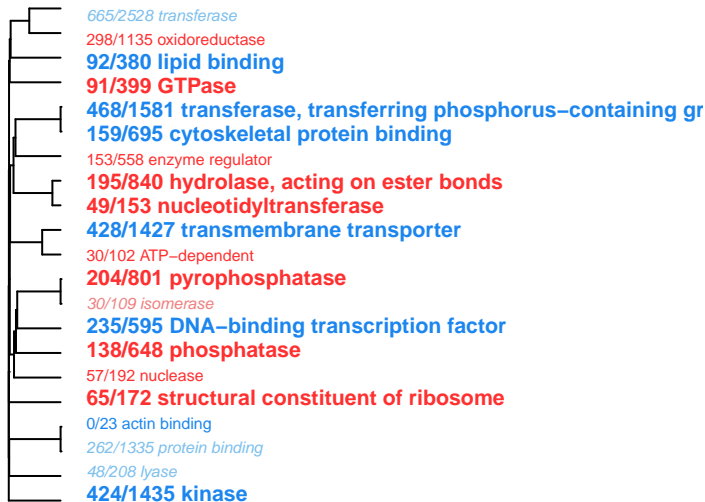 665/2528 transferase
298/1135 oxidoreductase
92/380 lipid binding
91/399 GTPase
468/1581 transferase, transferring phosphorus−containing gr
159/695 cytoskeletal protein binding
153/558 enzyme regulator
195/840 hydrolase, acting on ester bonds
49/153 nucleotidyltransferase
428/1427 transmembrane transporter
30/102 ATP−dependent
204/801 pyrophosphatase
30/109 isomerase
235/595 DNA−binding transcription factor
138/648 phosphatase
57/192 nuclease
65/172 structural constituent of ribosome
0/23 actin binding
262/1335 protein binding
48/208 lyase
424/1435 kinase